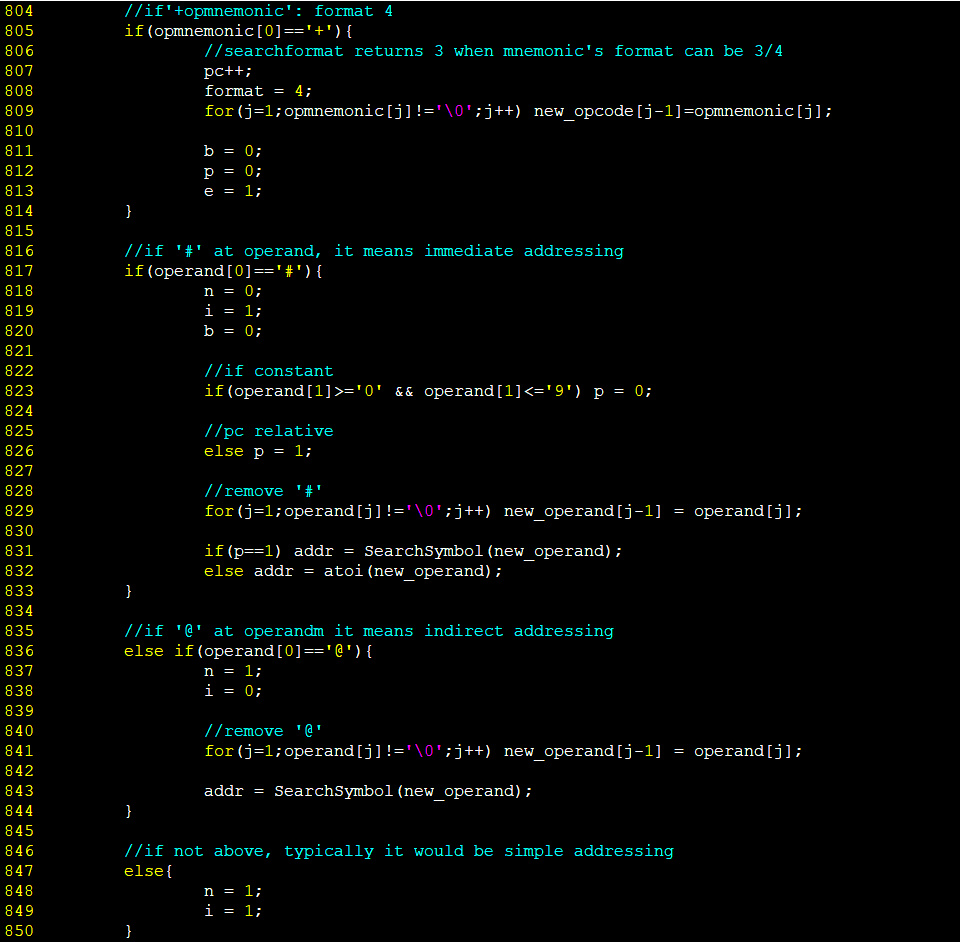 804 //if'+opmnemonic': format 4
805 if(opmnemonic[0]=='+'){
806 //searchformat returns 3 when mnemonic's format can be 3/4
807 pc++;
808 format = 4;
809 for(j=1;opmnemonic[j]!='\0';j++) new_opcode[j-1]=opmnemonic[j];
810
811 b = 0;
812 p = 0;
813 e = 1;
814 }
815
816 //if '#' at operand, it means immediate addressing
817 if(operand[0]=='#'){
818 n = 0;
819 i = 1;
820 b = 0;
821
822 //if constant
823 if(operand[1]>='0' && operand[1]<='9') p = 0;
824
825 //pc relative
826 else p = 1;
827
828 //remove '#'
829 for(j=1;operand[j]!='\0';j++) new_operand[j-1] = operand[j];
830
831 if(p==1) addr = SearchSymbol(new_operand);
832 else addr = atoi(new_operand);
833 }
834
835 //if '@' at operandm it means indirect addressing
836 else if(operand[0]=='@'){
837 n = 1;
838 i = 0;
839
840 //remove '@'
841 for(j=1;operand[j]!='\0';j++) new_operand[j-1] = operand[j];
842
843 addr = SearchSymbol(new_operand);
844 }
845
846 //if not above, typically it would be simple addressing
847 else{
848 n = 1;
849 i = 1;
850 }